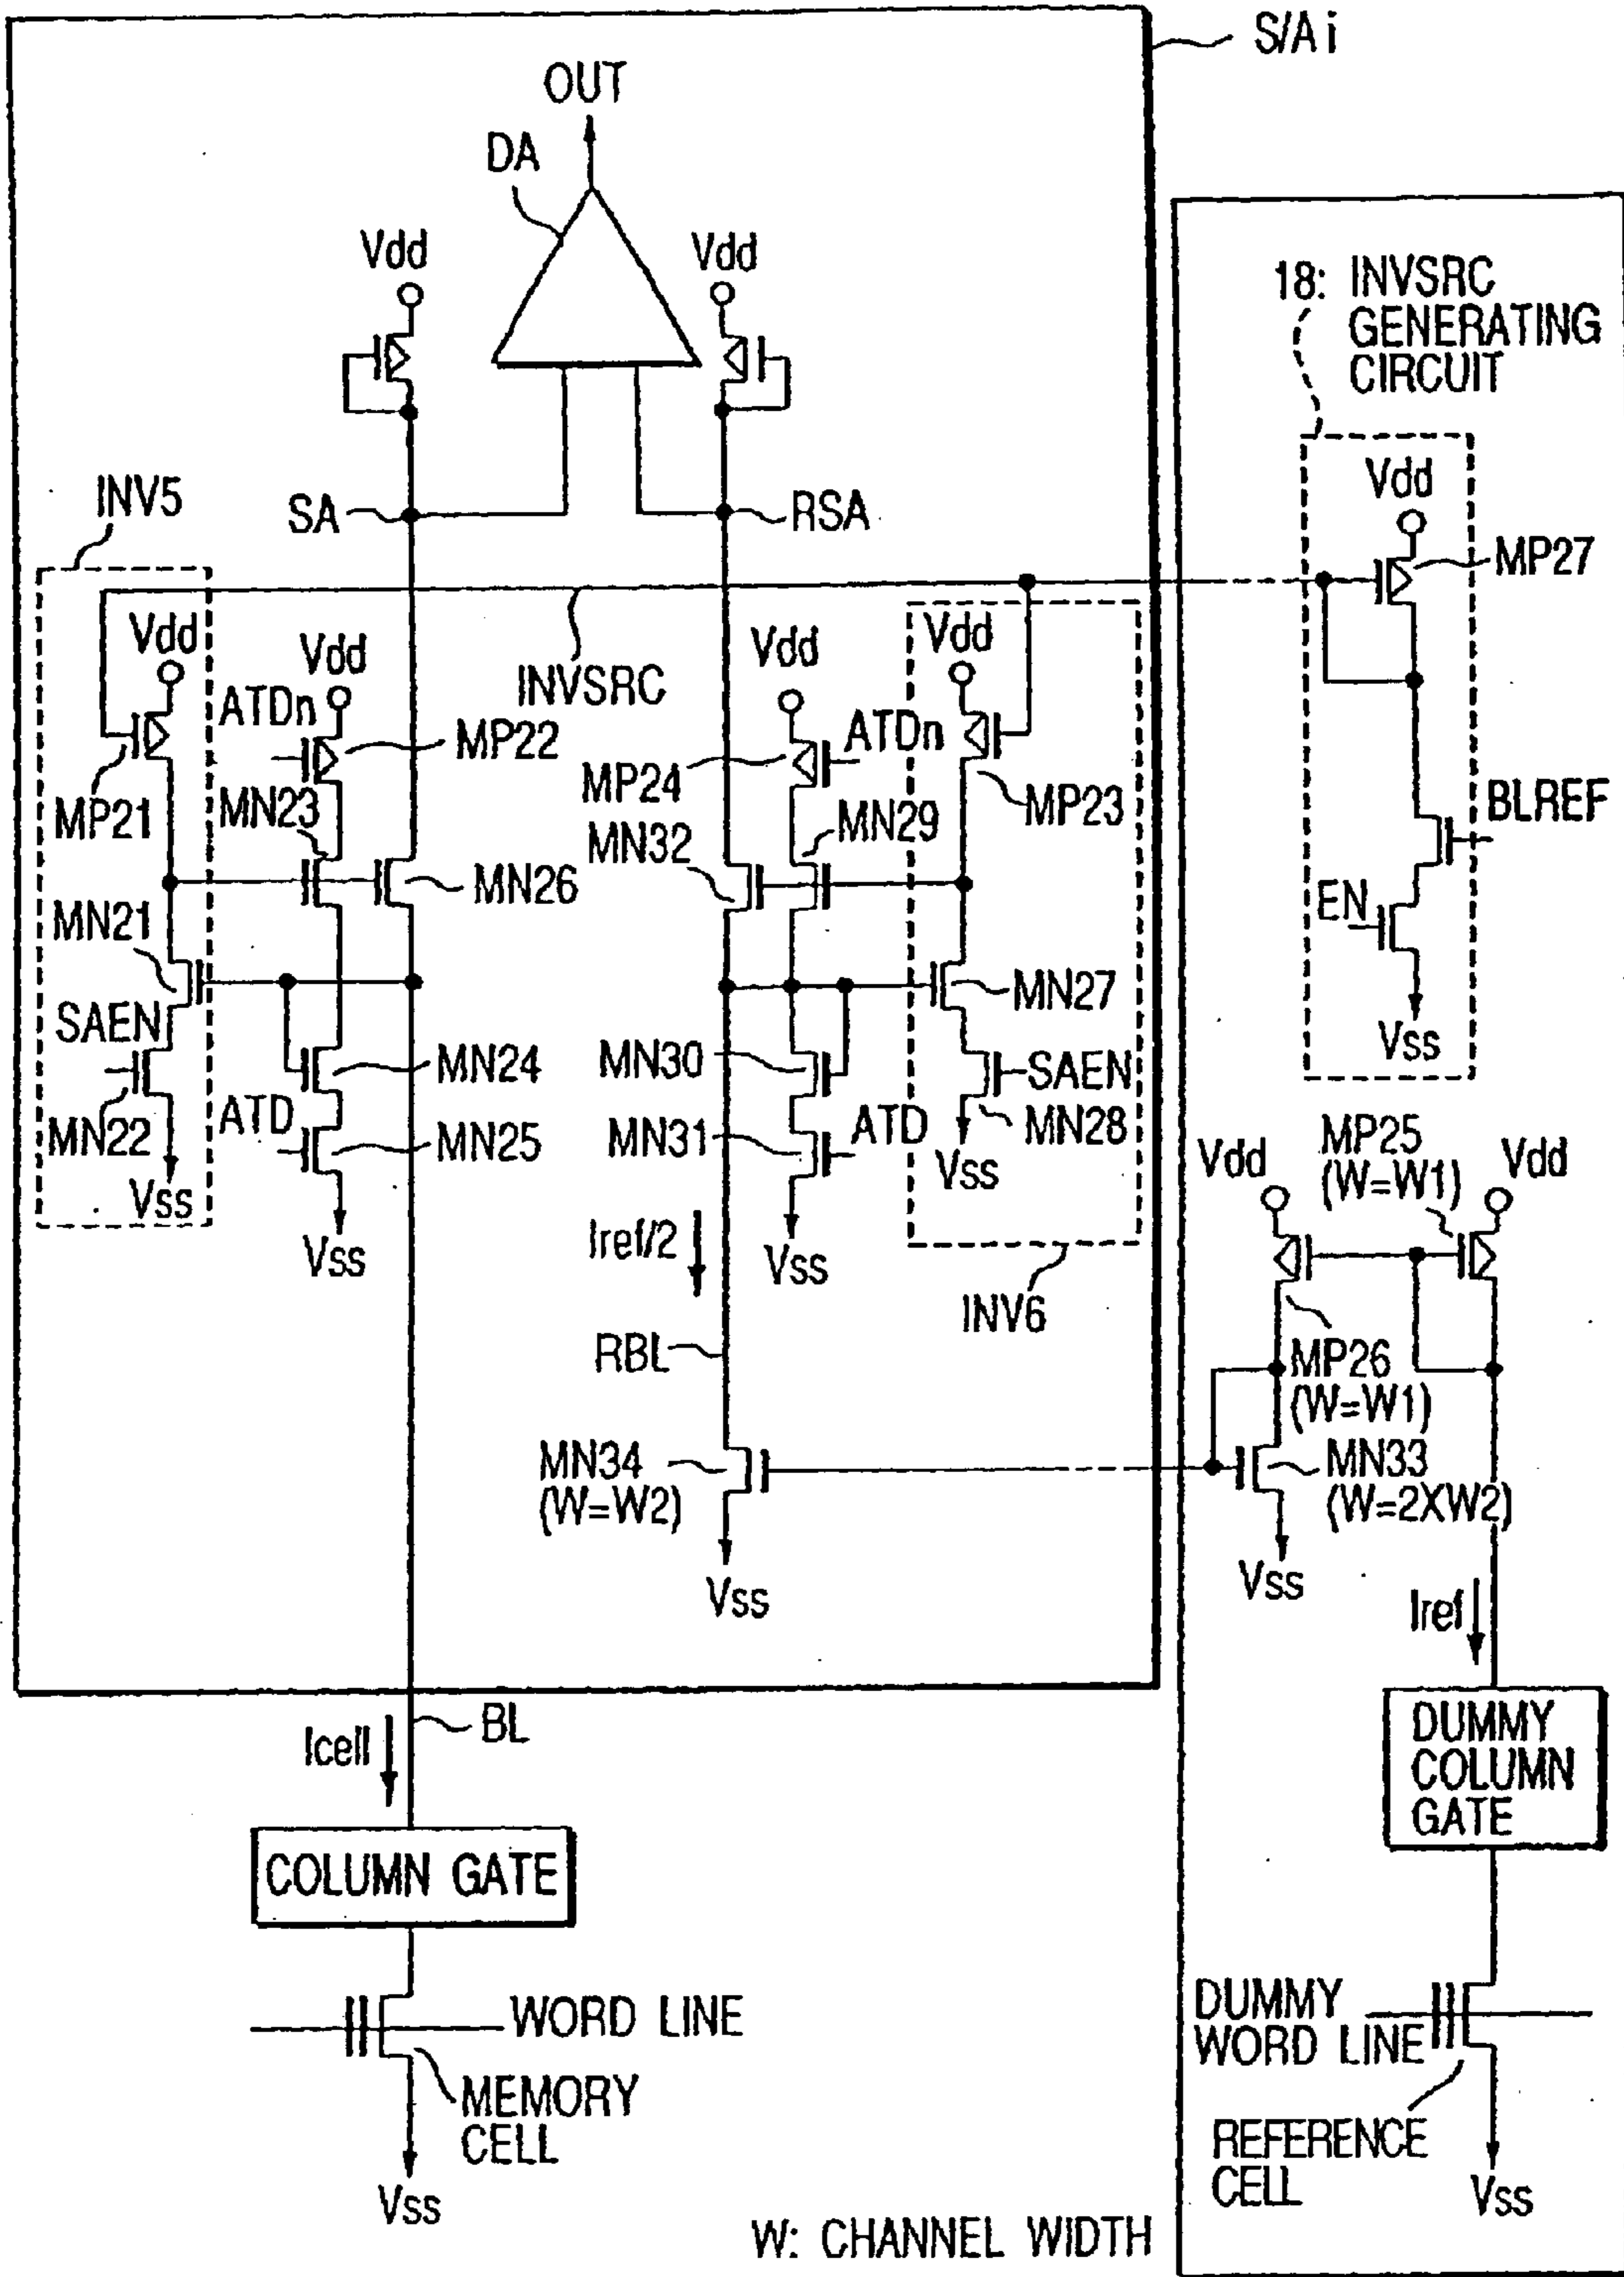 S/A i
OUT
DA
Vdd
Vdd
18: INVSRC
GENERATING
CIRCUIT
INV5
SA
RSA
Vdd
MP27
Vdd
Vdd
INVSRC
Vdd
Vdd
ATDn
MP22
ATDn
MP21
MN23
MP24
MP23
BLREF
MN32
MN29
MN26
EN
MN21
MN27
SAEN
MN24
MN30
SAEN
Vss
MN22
ATD
MN25
MN31
ATD
MN28
Vss
Vss
Vss
Vss
Iref/2
INV6
MP25
(W=W1)
Vdd
Vdd
RBL
MP26
(W=W1)
MN34
(W=W2)
MN33
(W=2XW2)
Vss
Vss
Iref
BL
Icell
DUMMY
COLUMN
GATE
COLUMN GATE
WORD LINE
DUMMY
WORD LINE
MEMORY
CELL
REFERENCE
CELL
Vss
Vss
W: CHANNEL WIDTH